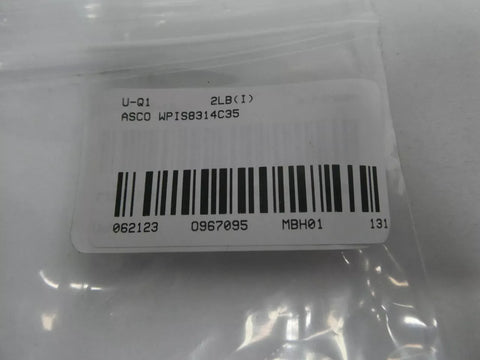 U-Q1 2LB(I)
ASCO WPIS8314C35
062123 0967095 MBH01 131